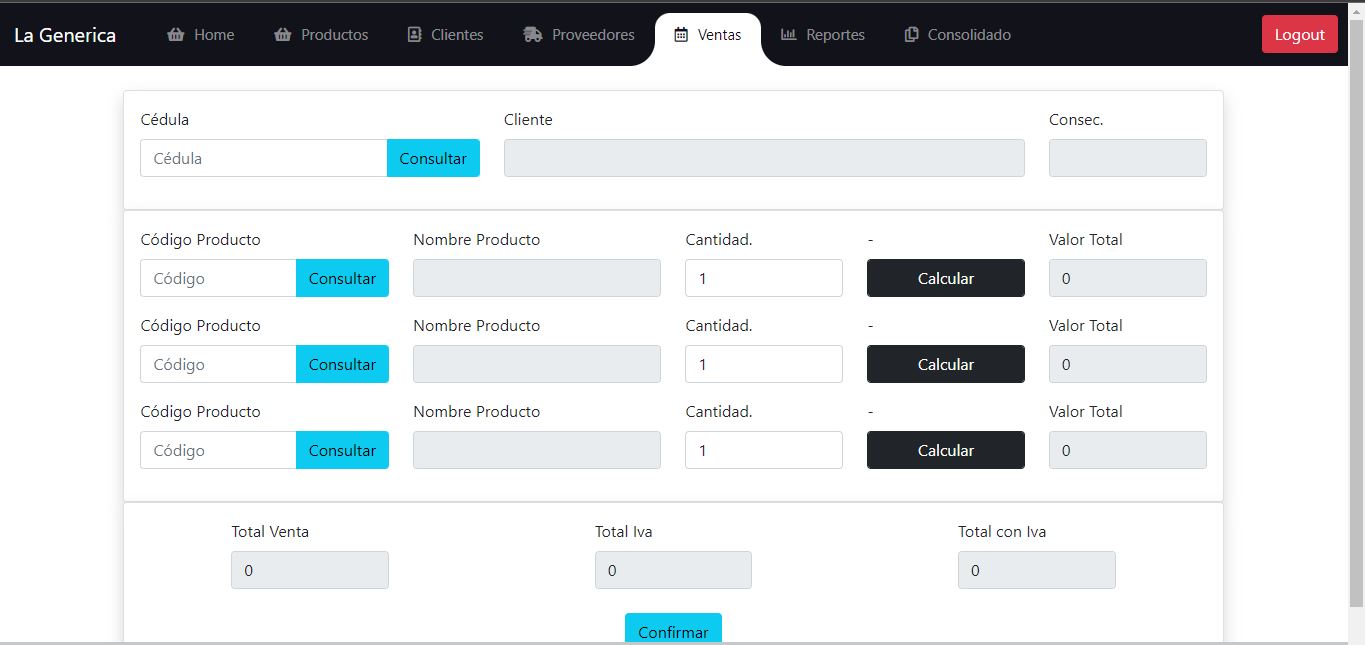 La Generica Home Productos Clientes Proveedores Ventas Reportes Consolidado Logout
Cédula Cliente Consec.
Cédula Consultar
Código Producto Nombre Producto Cantidad. - Valor Total
Código Consultar 1 Calcular 0
Código Producto Nombre Producto Cantidad. - Valor Total
Código Consultar 1 Calcular 0
Código Producto Nombre Producto Cantidad. - Valor Total
Código Consultar 1 Calcular 0
Total Venta Total Iva Total con Iva
0 0 0
Confirmar